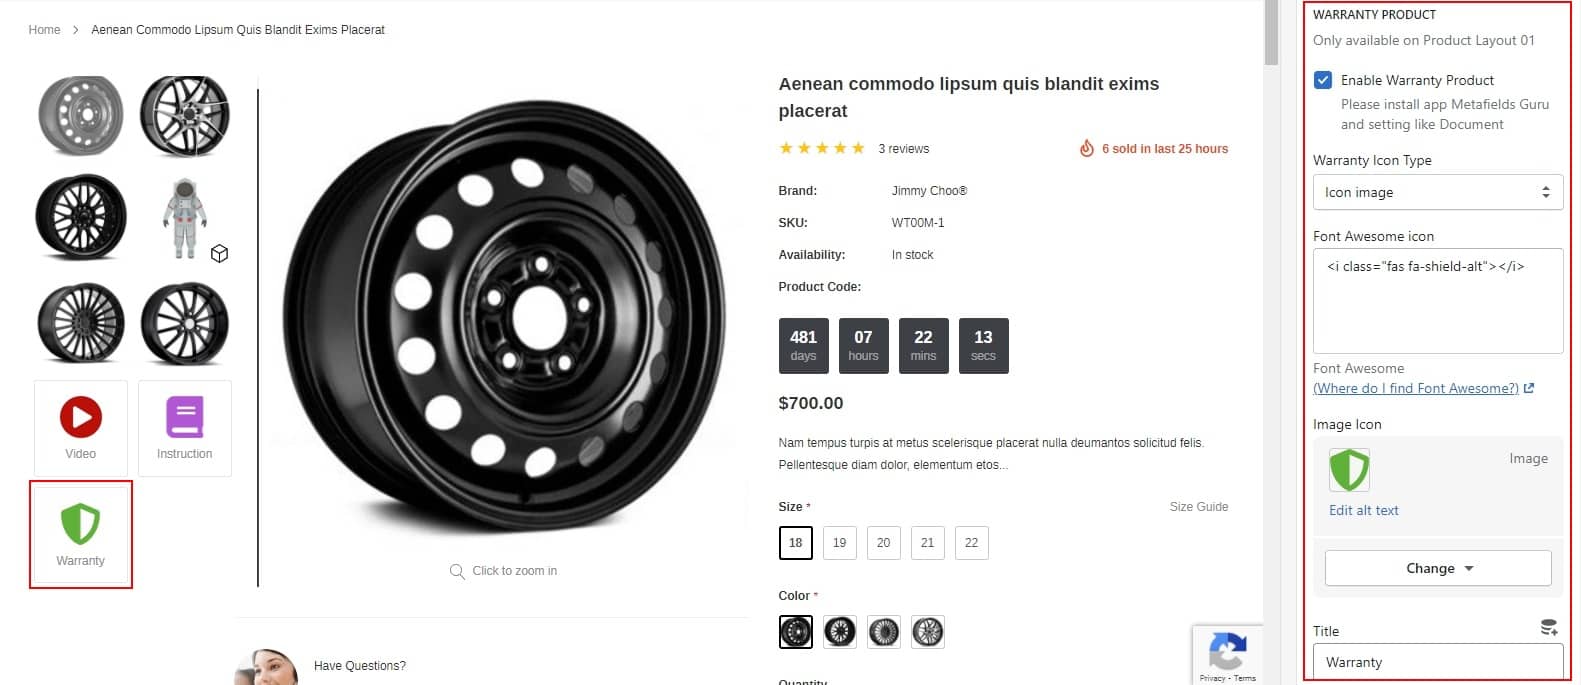 Home > Aenean Commodo Lipsum Quis Blandit Exims Placerat
Video
Instruction
Warranty
Click to zoom in
Have Questions?
Aenean commodo lipsum quis blandit exims
placerat
3 reviews
6 sold in last 25 hours
Brand: Jimmy Choo®
SKU: WT00M-1
Availability: In stock
Product Code:
481 07 22 13
days hours mins secs
$700.00
Nam tempus turpis at metus scelerisque placerat nulla deumantos solicitud felis.
Pellentesque diam dolor, elementum etos...
Size * Size Guide
18 19 20 21 22
Color *
Quantity
Privacy - Terms
WARRANTY PRODUCT
Only available on Product Layout 01
Enable Warranty Product
Please install app Metafields Guru
and setting like Document
Warranty Icon Type
Icon image
Font Awesome icon
<i class="fas fa-shield-alt"></i>
Font Awesome
(Where do I find Font Awesome?)
Image Icon
Image
Edit alt text
Change
Title
Warranty